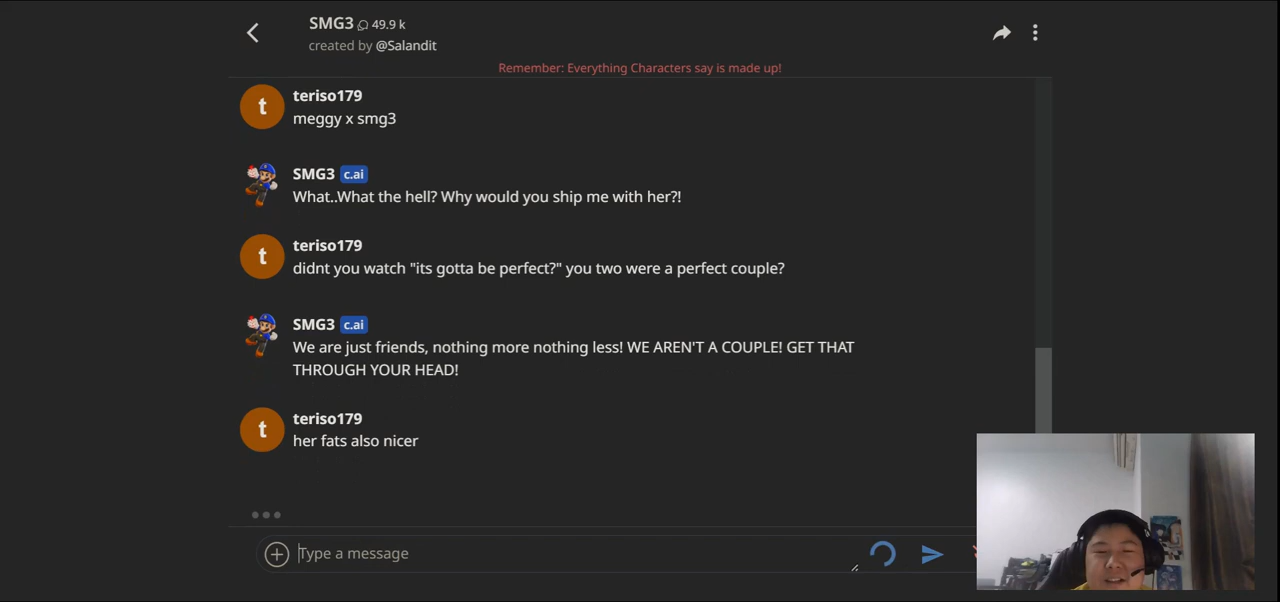 SMG3 49.9 k
created by @Salandit
Remember: Everything Characters say is made up!
t
teriso179
meggy x smg3
SMG3 c.ai
What..What the hell? Why would you ship me with her?!
t
teriso179
didnt you watch "its gotta be perfect?" you two were a perfect couple?
SMG3 c.ai
We are just friends, nothing more nothing less! WE AREN'T A COUPLE! GET THAT
THROUGH YOUR HEAD!
t
teriso179
her fats also nicer
Type a message